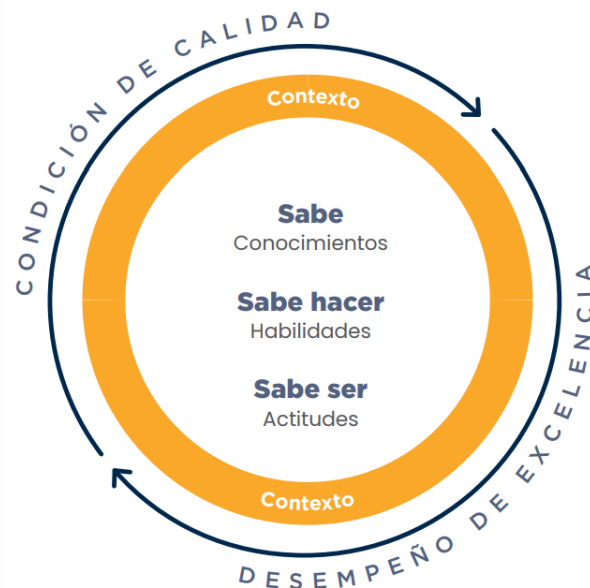 CONDICIÓN DE CALIDAD
Contexto
Sabe
Conocimientos
Sabe hacer
Habilidades
Sabe ser
Actitudes
Contexto
DESEMPEÑO DE EXCELENCIA